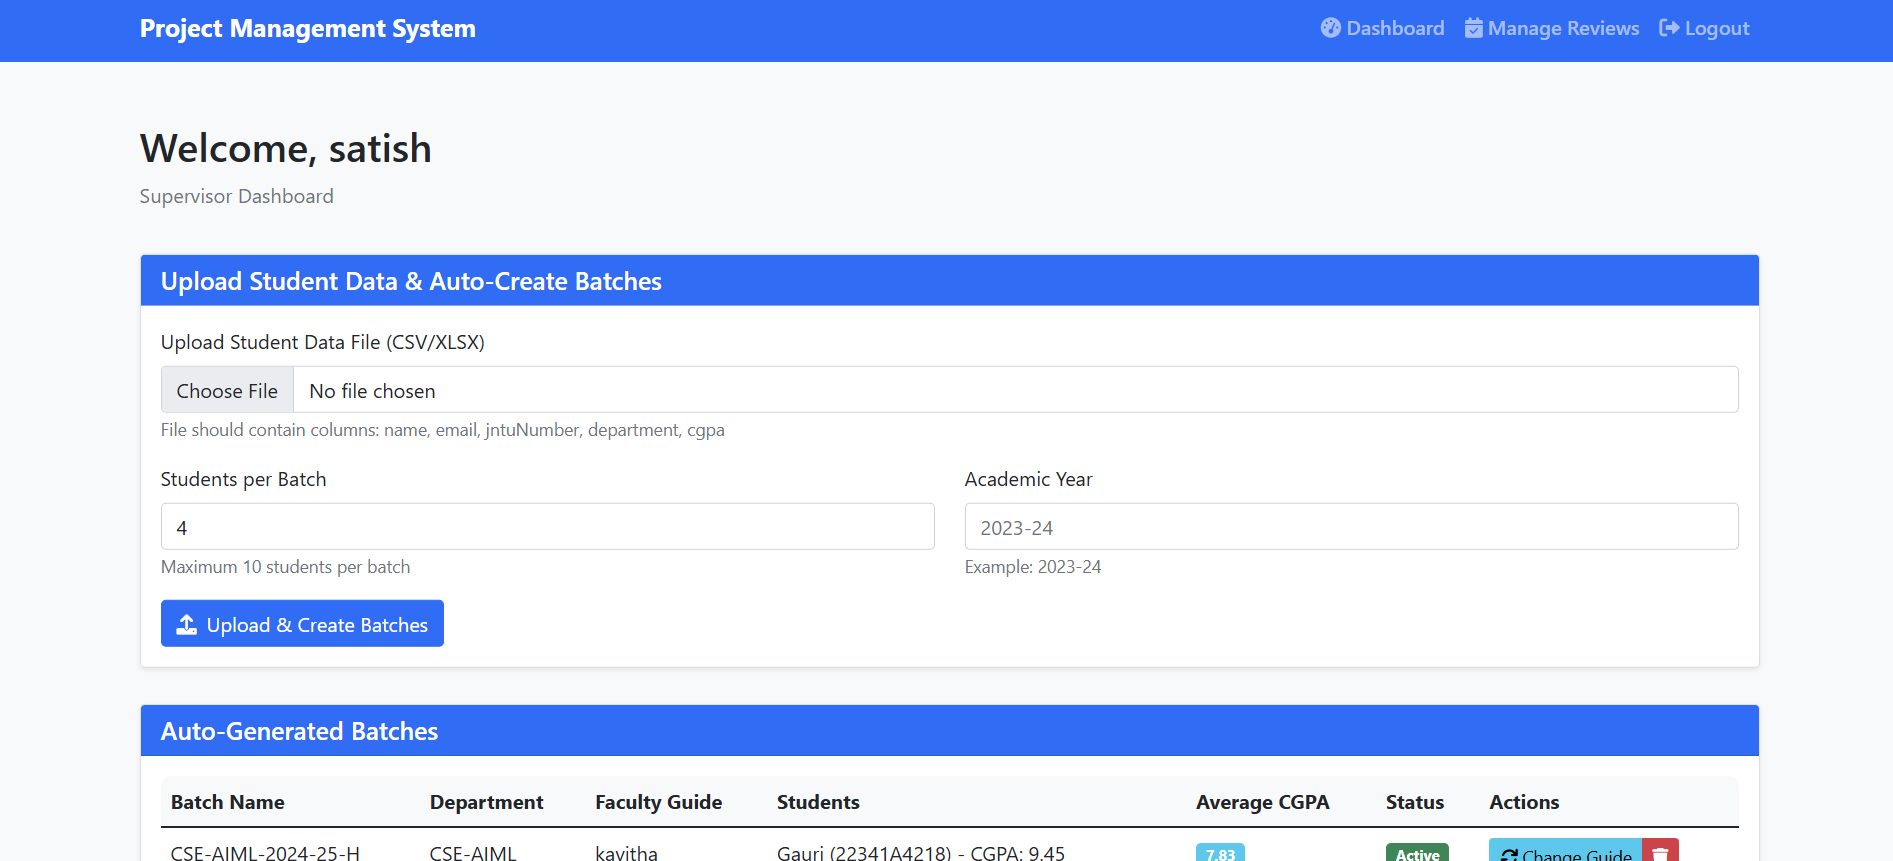 Project Management System
Dashboard Manage Reviews Logout
Welcome, satish
Supervisor Dashboard
Upload Student Data & Auto-Create Batches
Upload Student Data File (CSV/XLSX)
Choose File No file chosen
File should contain columns: name, email, jntuNumber, department, cgpa
Students per Batch Academic Year
4 2023-24
Maximum 10 students per batch Example: 2023-24
Upload & Create Batches
Auto-Generated Batches
Batch Name Department Faculty Guide Students Average CGPA Status Actions
CSE-AIML-2024-25-H CSE-AIML kavitha Gauri (22341A4218) - CGPA: 9.45 7.83 Active Change Guide